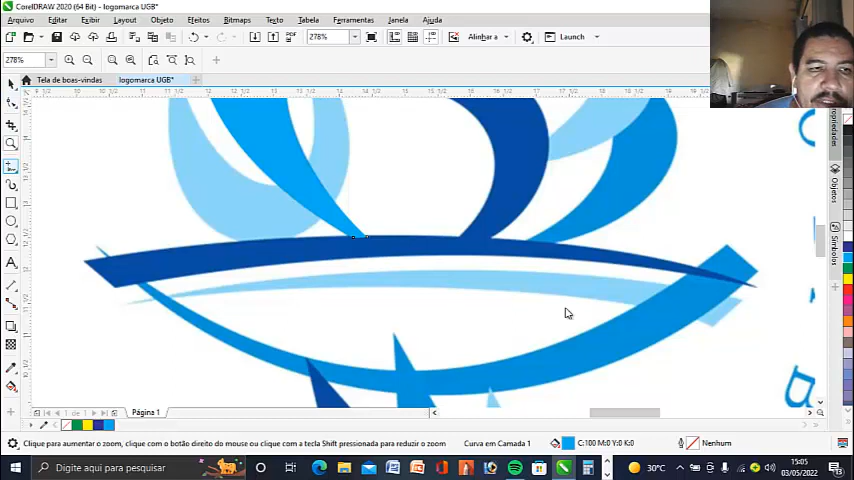 CorelDRAW 2020 (64 Bit) - logomarca UGB*
Arquivo Editar Exibir Layout Objeto Efeitos Bitmaps Texto Tabela Ferramentas Janela Ajuda
278% PDF Alinhar a Launch
278%
Tela de boas-vindas logomarca UGB*
Propriedades
Objetos
Símbolos
1 de 1 Página 1
Clique para aumentar o zoom, clique com o botão direito do mouse ou clique com a tecla Shift pressionada para reduzir o zoom Curva em Camada 1 C:100 M:0 Y:0 K:0 Nenhum
Digite aqui para pesquisar 30°C 15:05
03/05/2022